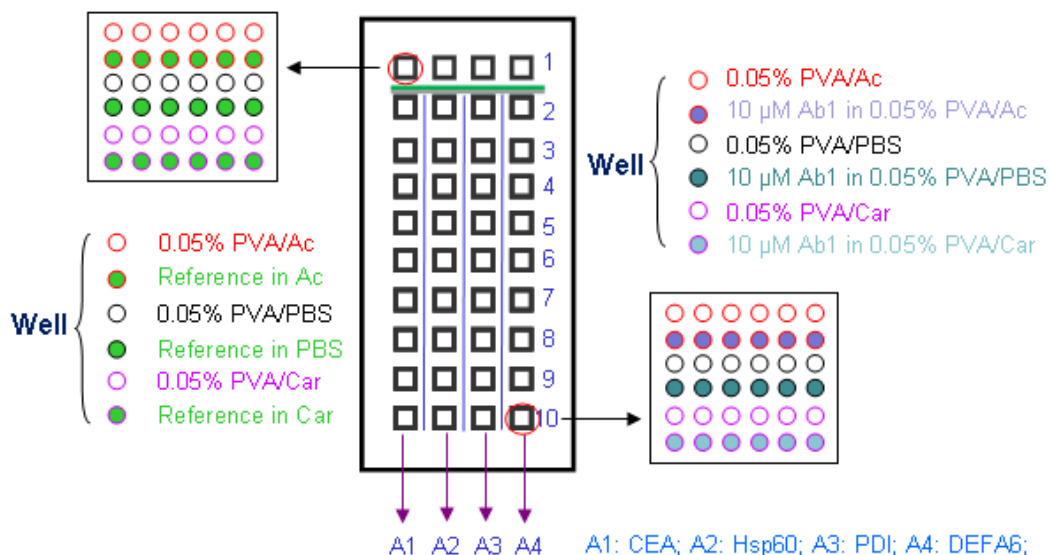 1
2
3
4
5
6
7
8
9
10
Well
0.05% PVA/Ac
10 µM Ab1 in 0.05% PVA/Ac
0.05% PVA/PBS
10 µM Ab1 in 0.05% PVA/PBS
0.05% PVA/Car
10 µM Ab1 in 0.05% PVA/Car
Well
0.05% PVA/Ac
Reference in Ac
0.05% PVA/PBS
Reference in PBS
0.05% PVA/Car
Reference in Car
A1 A2 A3 A4
A1: CEA; A2: Hsp60; A3: PDI; A4: DEFA6;